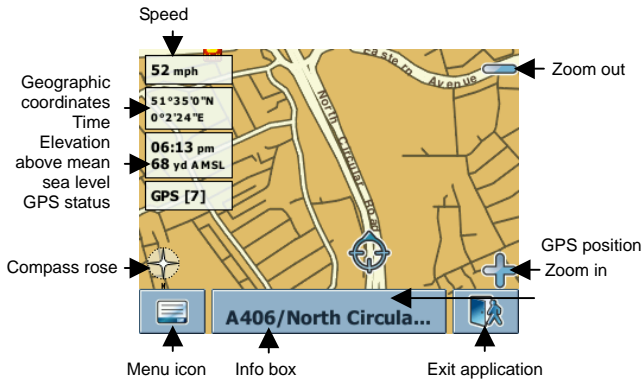 Speed
52 mph
Zoom out
Geographic
coordinates
Time
Elevation
above mean
sea level
GPS status
51°35'0"N
0°2'24"E
06:13 pm
68 yd AMSL
GPS [7]
Eastern Avenue
North Circular Road
Compass rose
N
GPS position
Zoom in
A406/North Circula...
Menu icon
Info box
Exit application